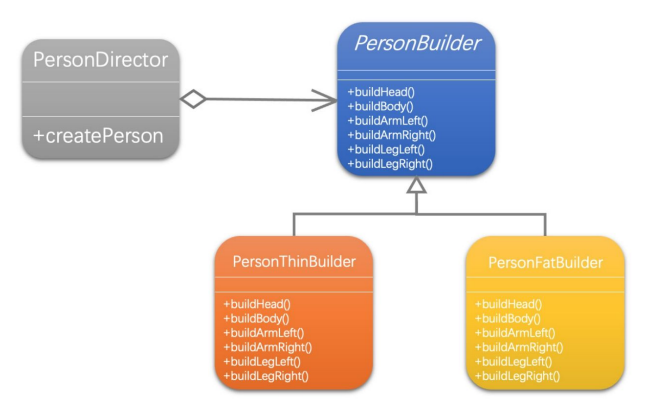 PersonDirector
+createPerson
PersonBuilder
+buildHead()
+buildBody()
+buildArmLeft()
+buildArmRight()
+buildLegLeft()
+buildLegRight()
PersonThinBuilder
+buildHead()
+buildBody()
+buildArmLeft()
+buildArmRight()
+buildLegLeft()
+buildLegRight()
PersonFatBuilder
+buildHead()
+buildBody()
+buildArmLeft()
+buildArmRight()
+buildLegLeft()
+buildLegRight()